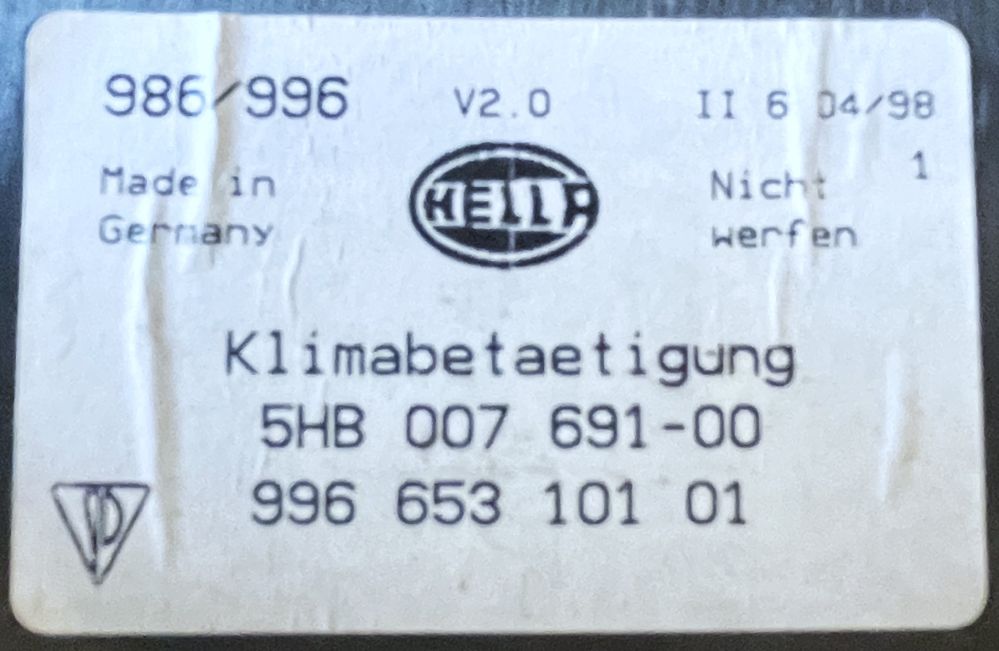 986/996 V2.0 II 6 04/98
Made in Germany HELLA Nicht werfen 1
Klimabetaetigung
5HB 007 691-00
996 653 101 01